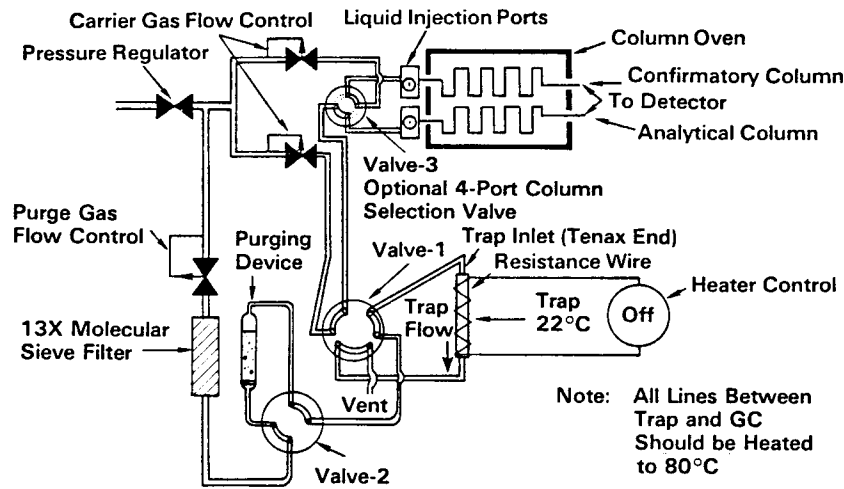 Carrier Gas Flow Control
Pressure Regulator
Liquid Injection Ports
Column Oven
Confirmatory Column
To Detector
Analytical Column
Valve-3
Optional 4-Port Column
Selection Valve
Purge Gas
Flow Control
Purging
Device
Valve-1
Trap Inlet (Tenax End)
Resistance Wire
Heater Control
Trap
Flow
Trap
22°C
Off
13X Molecular
Sieve Filter
Vent
Valve-2
Note: All Lines Between
Trap and GC
Should be Heated
to 80°C